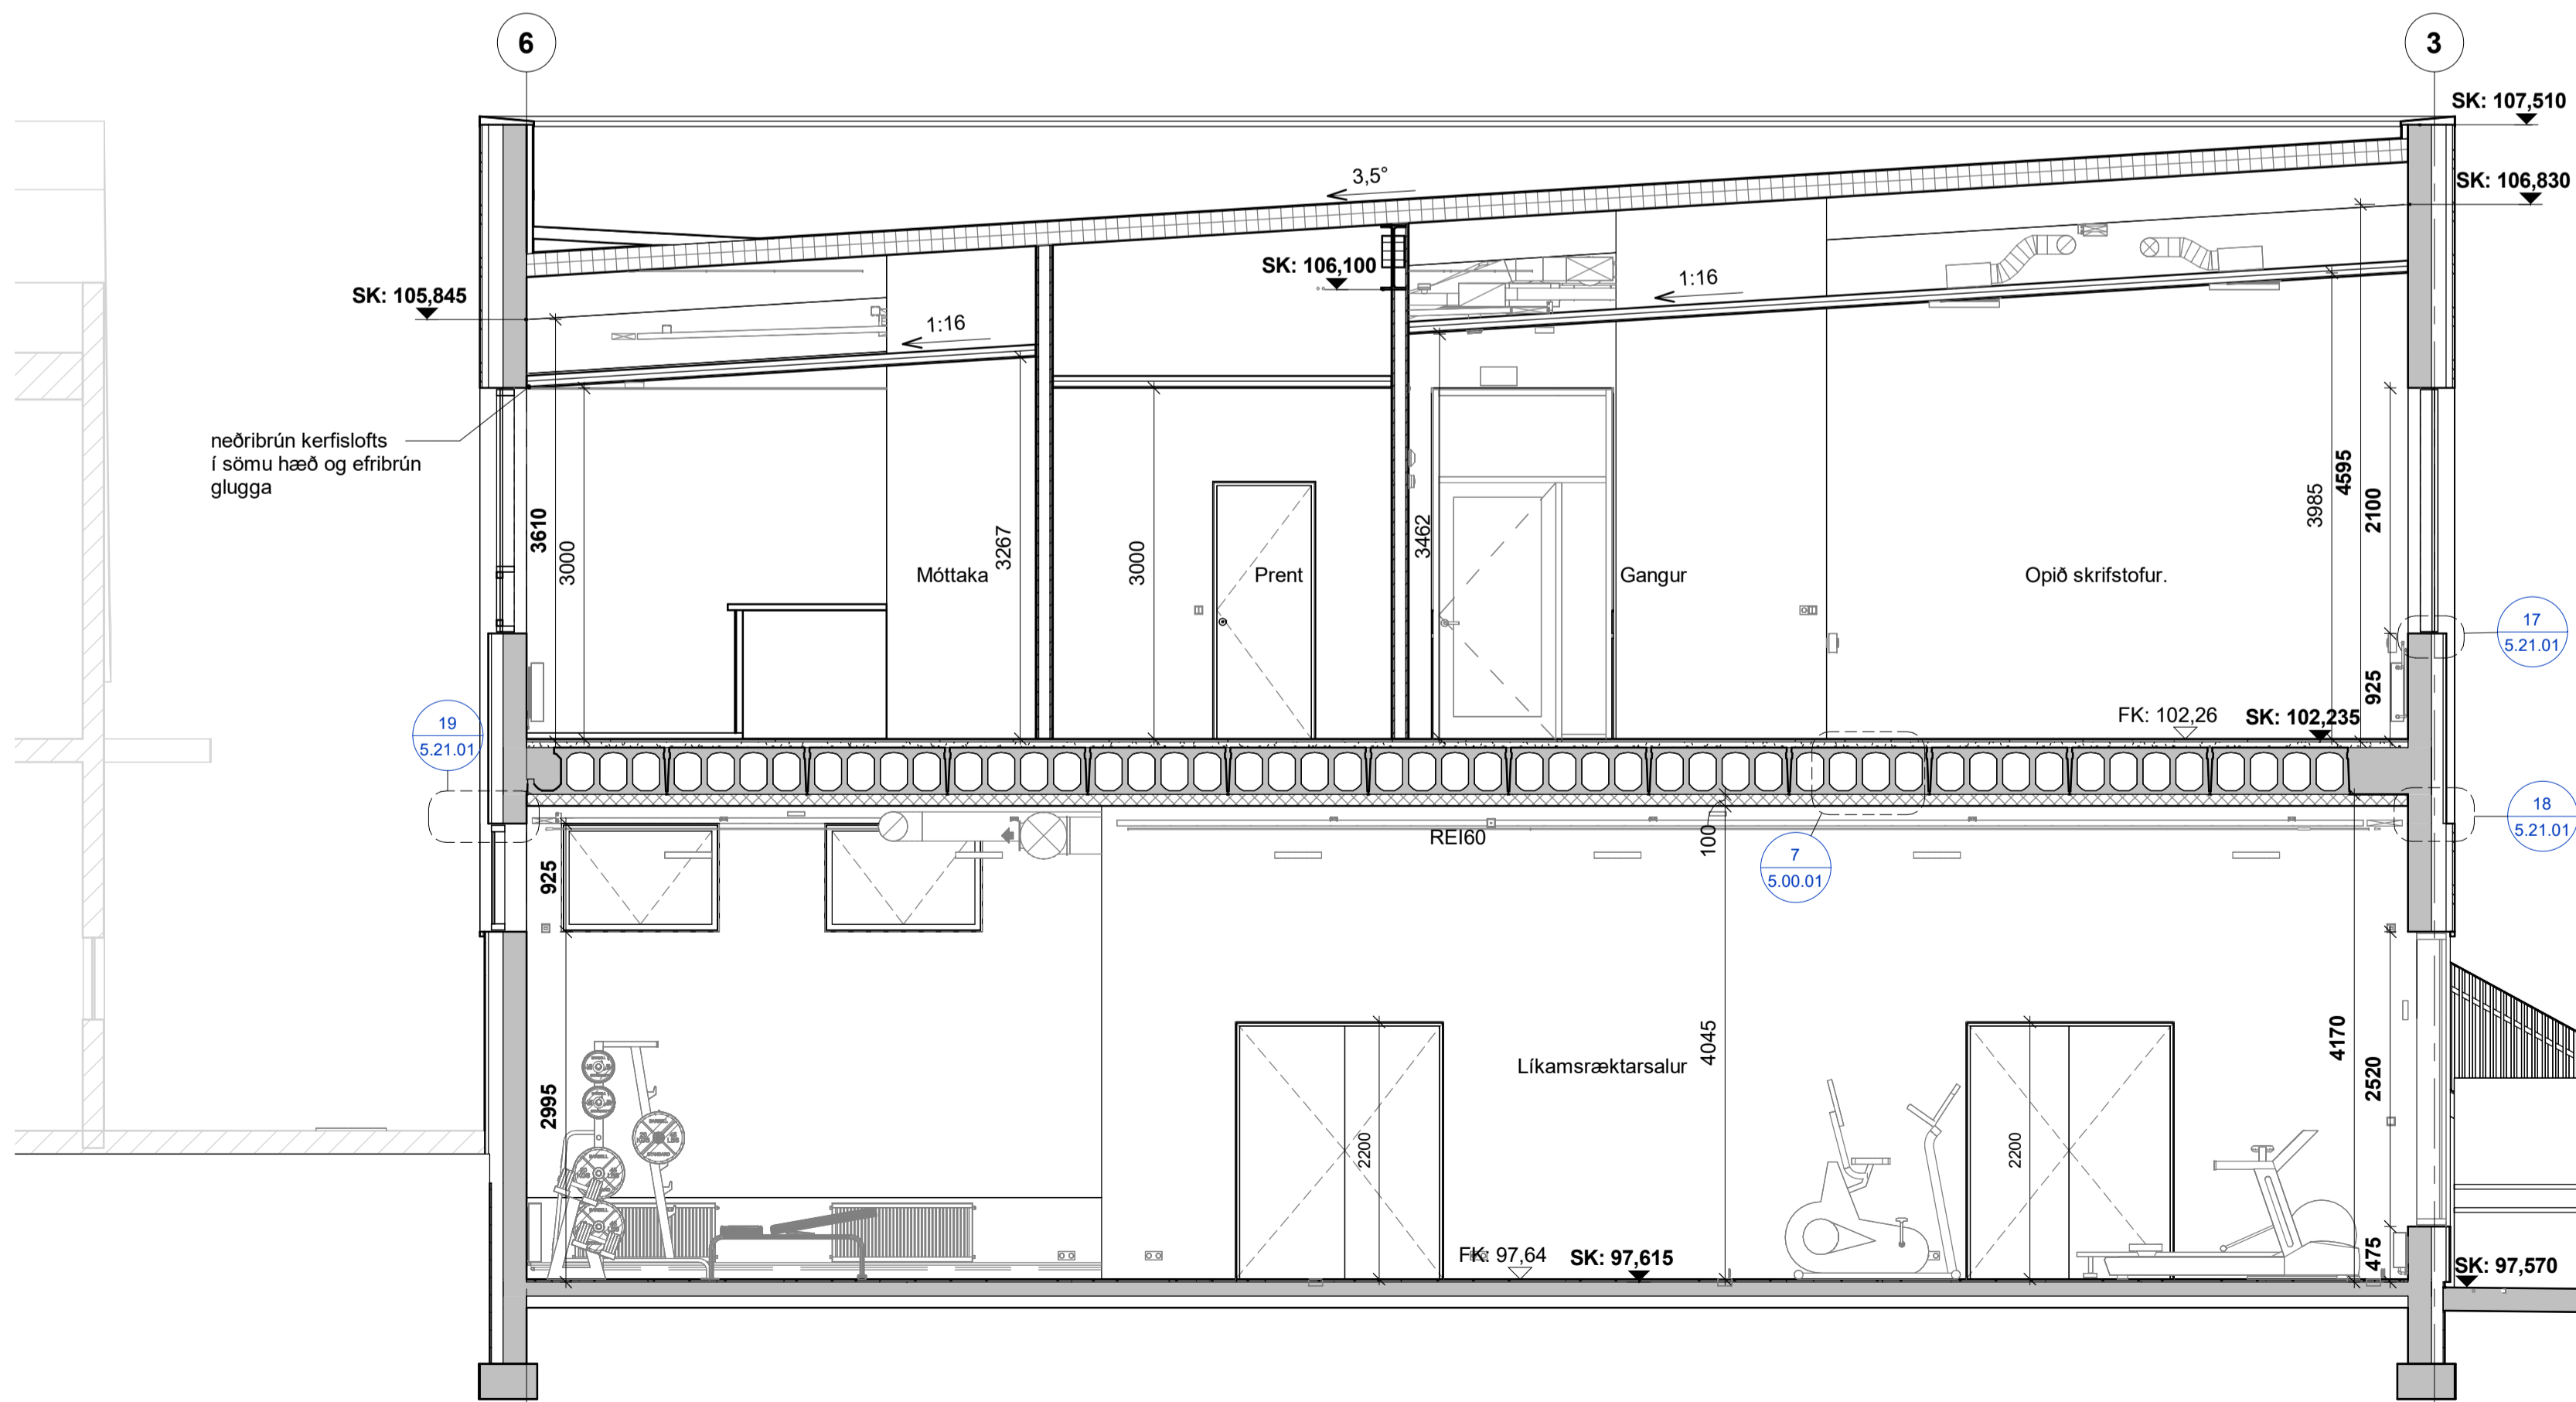 6
3
SK: 107,510
SK: 106,830
3,5°
SK: 106,100
1:16
SK: 105,845
1:16
neðribrún kerfislofts
í sömu hæð og efribrún
glugga
3610
3000
Móttaka
3267
3000
Prent
3462
Gangur
Opið skrifstofur.
3985
4595
2100
925
17
5.21.01
FK: 102,26
SK: 102,235
19
5.21.01
18
5.21.01
REI60
100
7
5.00.01
925
2995
Líkamsræktarsalur
4045
2200
2200
4170
2520
475
FK: 97,64
SK: 97,615
SK: 97,570